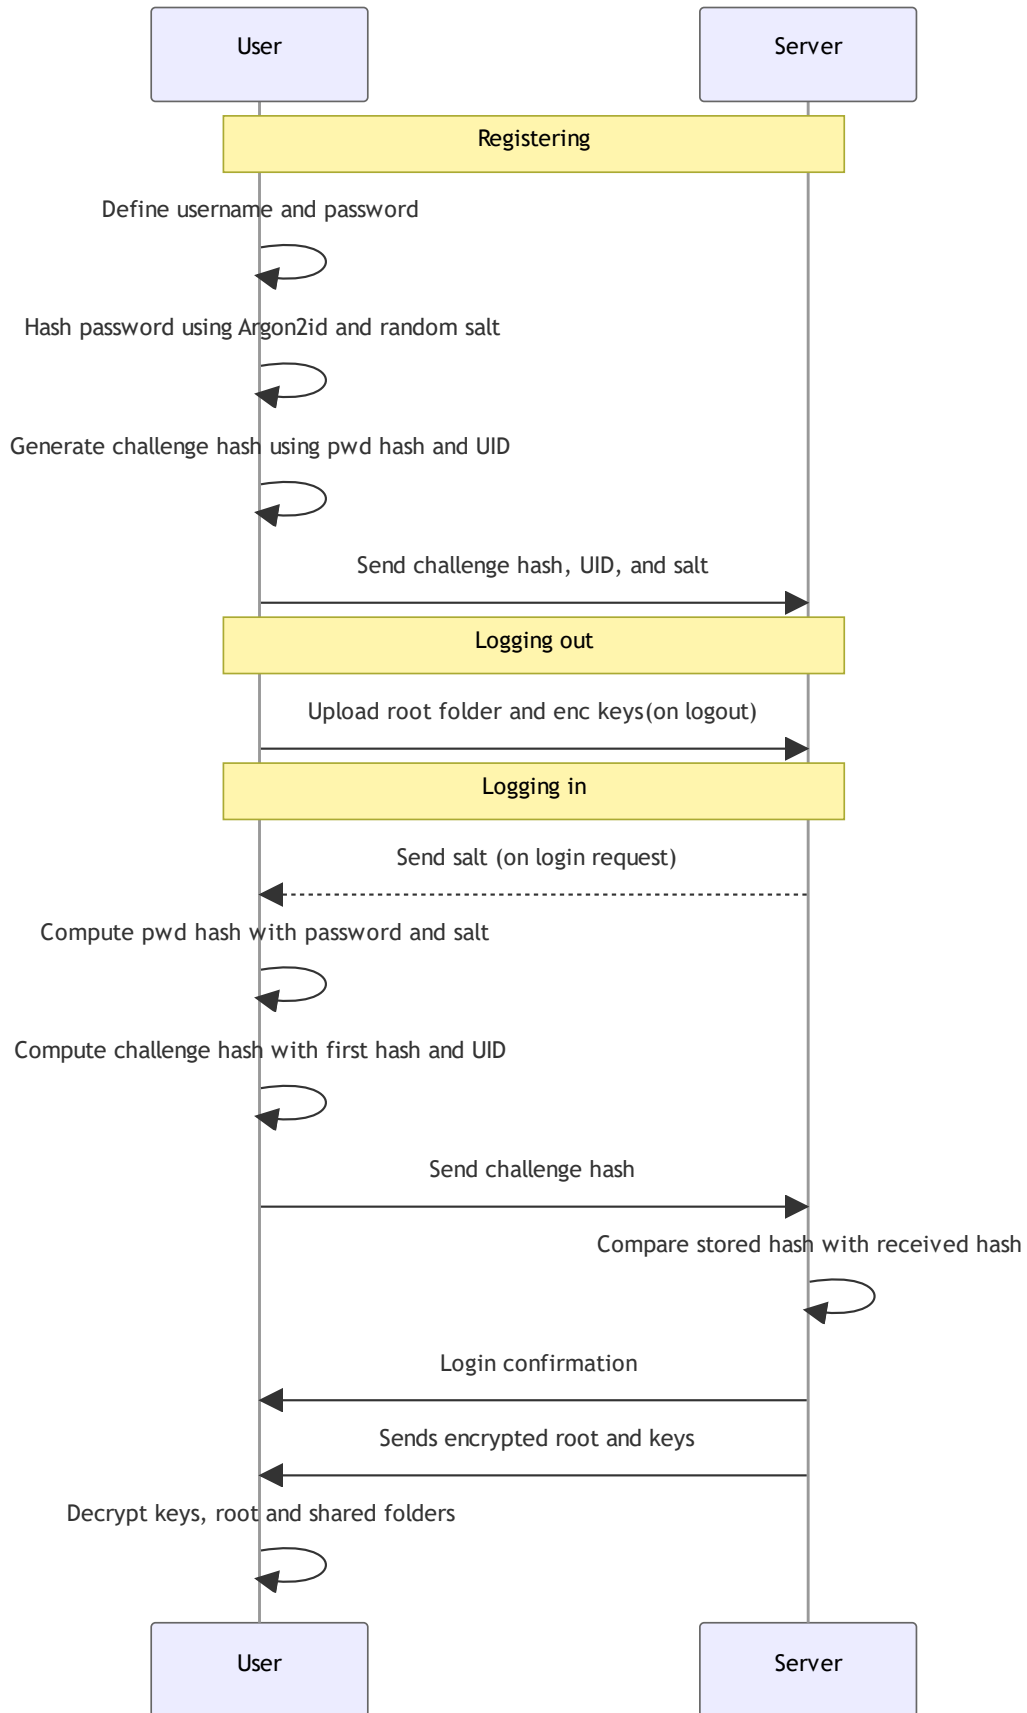 User
Server
Registering
Define username and password
Hash password using Argon2id and random salt
Generate challenge hash using pwd hash and UID
Send challenge hash, UID, and salt
Logging out
Upload root folder and enc keys(on logout)
Logging in
Send salt (on login request)
Compute pwd hash with password and salt
Compute challenge hash with first hash and UID
Send challenge hash
Compare stored hash with received hash
Login confirmation
Sends encrypted root and keys
Decrypt keys, root and shared folders
User
Server